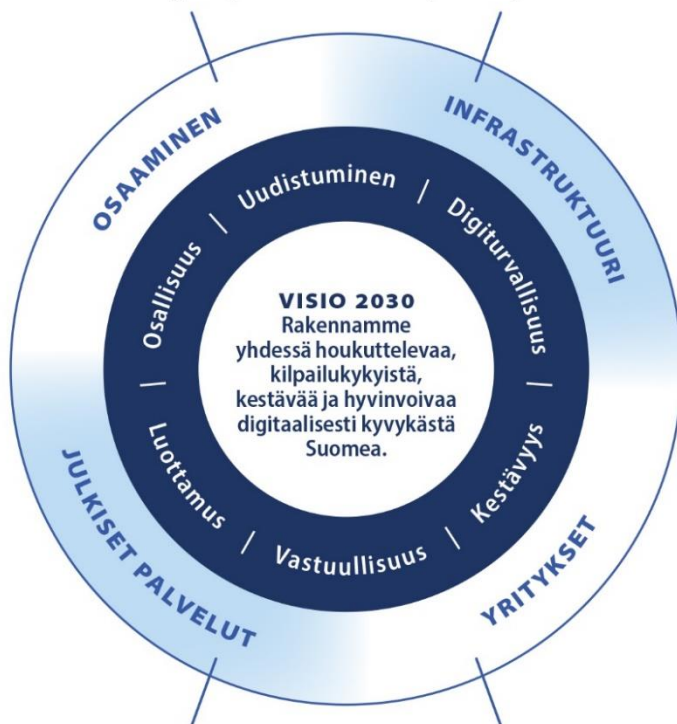 OSAAMINEN
INFRASTRUKTUURI
Uudistuminen
Digiturvallisuus
Osallisuus
VISIO 2030
Rakennamme
yhdessä houkuttelevaa,
kilpailukykyistä,
kestävää ja hyvinvoivaa
digitaalisesti kyvykästä
Suomea.
Luottamus
Kestävyys
Vastuullisuus
JULKISET PALVELUT
YRITYKSET